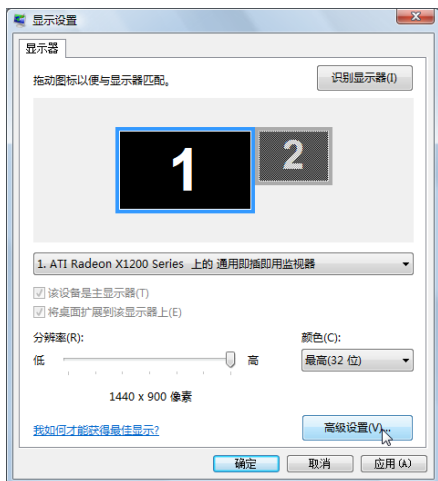 显示设置
显示器
拖动图标以便与显示器匹配。
识别显示器(I)
1
2
1. ATI Radeon X1200 Series 上的 通用即插即用监视器
该设备是主显示器(T)
将桌面扩展到该显示器上(E)
分辨率(R):
颜色(C):
低
高
最高(32 位)
1440 x 900 像素
我如何才能获得最佳显示?
高级设置(V)...
确定
取消
应用(A)